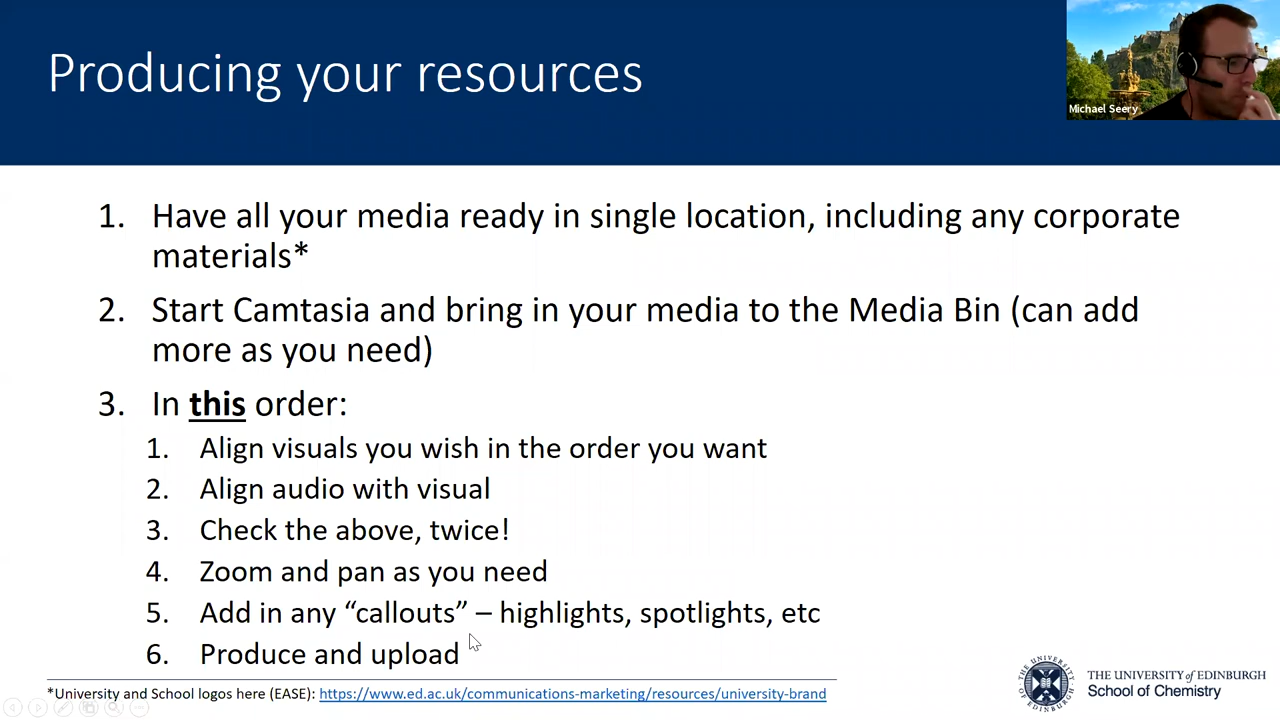 Producing your resources
Michael Seery
1. Have all your media ready in single location, including any corporate
materials*
2. Start Camtasia and bring in your media to the Media Bin (can add
more as you need)
3. In this order:
1. Align visuals you wish in the order you want
2. Align audio with visual
3. Check the above, twice!
4. Zoom and pan as you need
5. Add in any “callouts” – highlights, spotlights, etc
6. Produce and upload
*University and School logos here (EASE): https://www.ed.ac.uk/communications-marketing/resources/university-brand
THE UNIVERSITY OF EDINBURGH
THE UNIVERSITY of EDINBURGH
School of Chemistry